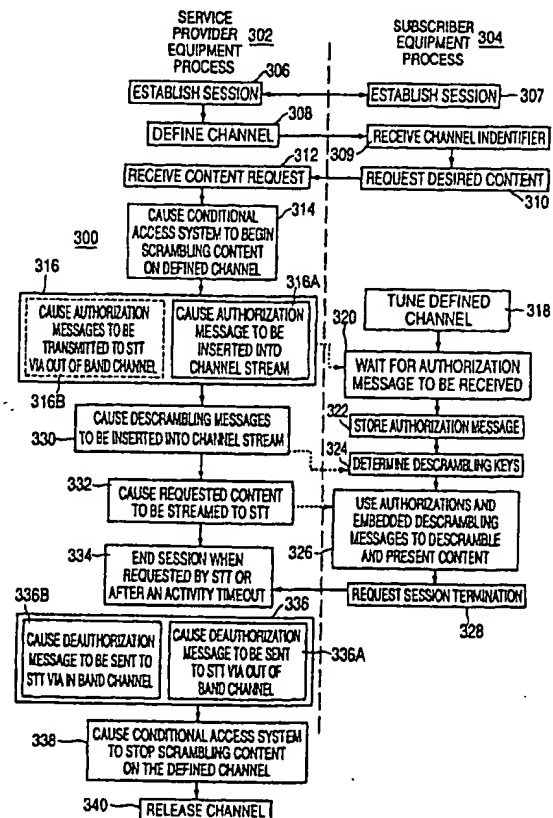 SERVICE
PROVIDER
EQUIPMENT 302
PROCESS
SUBSCRIBER
EQUIPMENT 304
PROCESS
306
ESTABLISH SESSION
ESTABLISH SESSION
307
308
DEFINE CHANNEL
309
RECEIVE CHANNEL INDENTIFIER
312
RECEIVE CONTENT REQUEST
REQUEST DESIRED CONTENT
310
300
314
CAUSE CONDITIONAL
ACCESS SYSTEM TO BEGIN
SCRAMBLING CONTENT
ON DEFINED CHANNEL
316
316A
CAUSE AUTHORIZATION
MESSAGES TO BE
TRANSMITTED TO STT
VIA OUT OF BAND CHANNEL
316B
CAUSE AUTHORIZATION
MESSAGE TO BE
INSERTED INTO
CHANNEL STREAM
TUNE DEFINED
CHANNEL
318
320
WAIT FOR AUTHORIZATION
MESSAGE TO BE RECEIVED
322
STORE AUTHORIZATION MESSAGE
324
DETERMINE DESCRAMBLING KEYS
330
CAUSE DESCRAMBLING MESSAGES
TO BE INSERTED INTO CHANNEL STREAM
332
CAUSE REQUESTED CONTENT
TO BE STREAMED TO STT
326
USE AUTHORIZATIONS AND
EMBEDDED DESCRAMBLING
MESSAGES TO DESCRAMBLE
AND PRESENT CONTENT
334
END SESSION WHEN
REQUESTED BY STT OR
AFTER AN ACTIVITY TIMEOUT
REQUEST SESSION TERMINATION
328
336B
336
CAUSE DEAUTHORIZATION
MESSAGE TO BE SENT TO
STT VIA IN BAND CHANNEL
CAUSE DEAUTHORIZATION
MESSAGE TO BE SENT
TO STT VIA OUT OF
BAND CHANNEL
336A
338
CAUSE CONDITIONAL ACCESS SYSTEM
TO STOP SCRAMBLING CONTENT
ON THE DEFINED CHANNEL
340
RELEASE CHANNEL